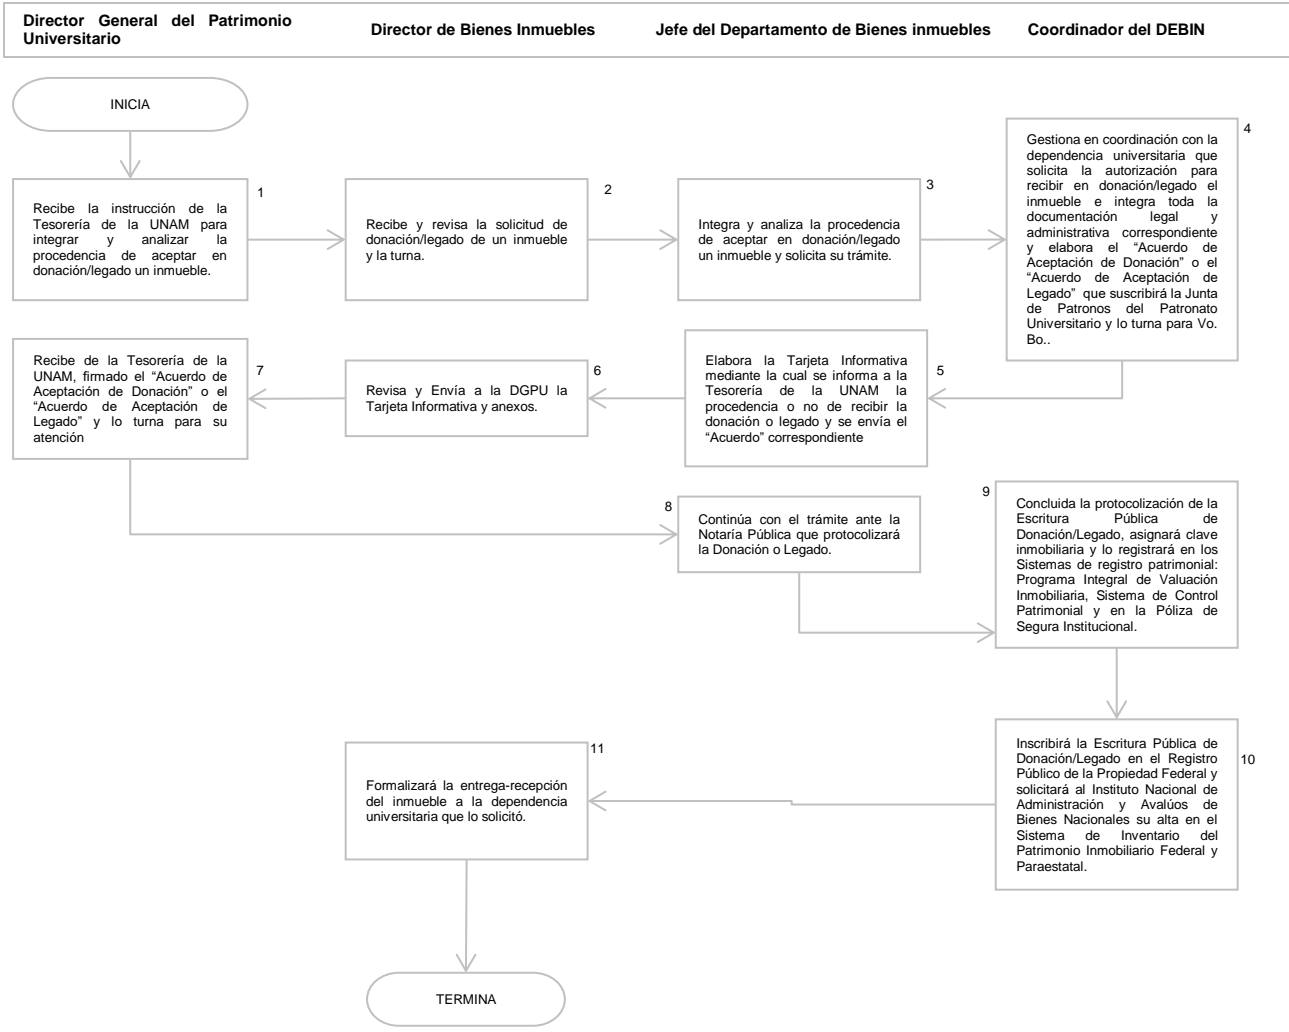 Director General del Patrimonio
Universitario
Director de Bienes Inmuebles
Jefe del Departamento de Bienes inmuebles
Coordinador del DEBIN
INICIA
1
Recibe la instrucción de la
Tesorería de la UNAM para
integrar y analizar la
procedencia de aceptar en
donación/legado un inmueble.
2
Recibe y revisa la solicitud de
donación/legado de un inmueble
y la turna.
3
Integra y analiza la procedencia
de aceptar en donación/legado
un inmueble y solicita su trámite.
4
Gestiona en coordinación con la
dependencia universitaria que
solicita la autorización para
recibir en donación/legado el
inmueble e integra toda la
documentación legal y
administrativa correspondiente
y elabora el “Acuerdo de
Aceptación de Donación” o el
“Acuerdo de Aceptación de
Legado” que suscribirá la Junta
de Patronos del Patronato
Universitario y lo turna para Vo.
Bo..
5
Elabora la Tarjeta Informativa
mediante la cual se informa a la
Tesorería de la UNAM la
procedencia o no de recibir la
donación o legado y se envía el
“Acuerdo” correspondiente
6
Revisa y Envía a la DGPU la
Tarjeta Informativa y anexos.
7
Recibe de la Tesorería de la
UNAM, firmado el “Acuerdo de
Aceptación de Donación” o el
“Acuerdo de Aceptación de
Legado” y lo turna para su
atención
8
Continúa con el trámite ante la
Notaría Pública que protocolizará
la Donación o Legado.
9
Concluida la protocolización de la
Escritura Pública de
Donación/Legado, asignará clave
inmobiliaria y lo registrará en los
Sistemas de registro patrimonial:
Programa Integral de Valuación
Inmobiliaria, Sistema de Control
Patrimonial y en la Póliza de
Segura Institucional.
10
Inscribirá la Escritura Pública de
Donación/Legado en el Registro
Público de la Propiedad Federal y
solicitará al Instituto Nacional de
Administración y Avalúos de
Bienes Nacionales su alta en el
Sistema de Inventario del
Patrimonio Inmobiliario Federal y
Paraestatal.
11
Formalizará la entrega-recepción
del inmueble a la dependencia
universitaria que lo solicitó.
TERMINA